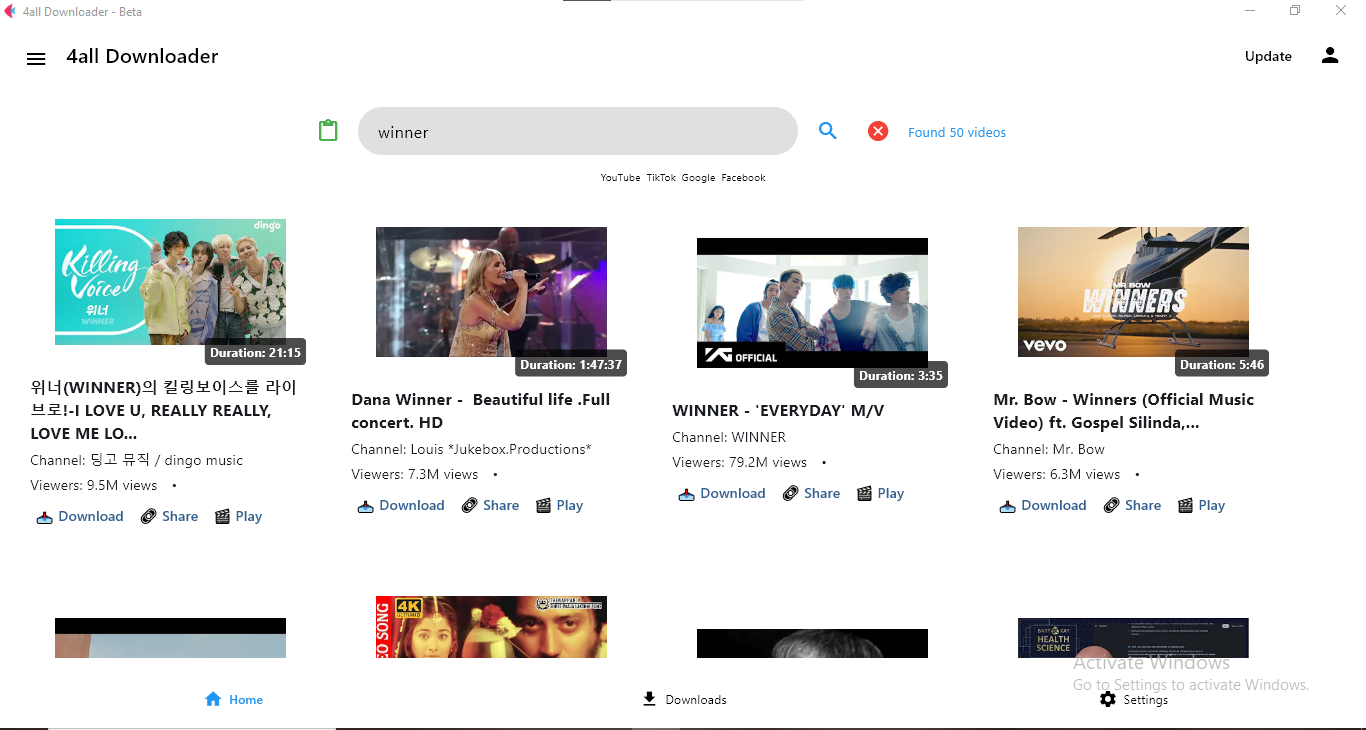 4all Downloader - Beta
4all Downloader
Update
winner
Found 50 videos
YouTube TikTok Google Facebook
dingo
Killing
Voice
위너
WINNER
Duration: 21:15
위너(WINNER)의 킬링보이스를 라이
브로!-I LOVE U, REALLY REALLY,
LOVE ME LO...
Channel: 딩고 뮤직 / dingo music
Viewers: 9.5M views •
Download Share Play
Duration: 1:47:37
Dana Winner -  Beautiful life .Full
concert. HD
Channel: Louis *Jukebox.Productions*
Viewers: 7.3M views •
Download Share Play
YG OFFICIAL
Duration: 3:35
WINNER - 'EVERYDAY' M/V
Channel: WINNER
Viewers: 79.2M views •
Download Share Play
MR BOW
WINNERS
vevo
Duration: 5:46
Mr. Bow - Winners (Official Music
Video) ft. Gospel Silinda,...
Channel: Mr. Bow
Viewers: 6.3M views •
Download Share Play
EO SONG
4K
ULTRA HD
HEALTH
SCIENCE
Activate Windows
Go to Settings to activate Windows.
Home
Downloads
Settings